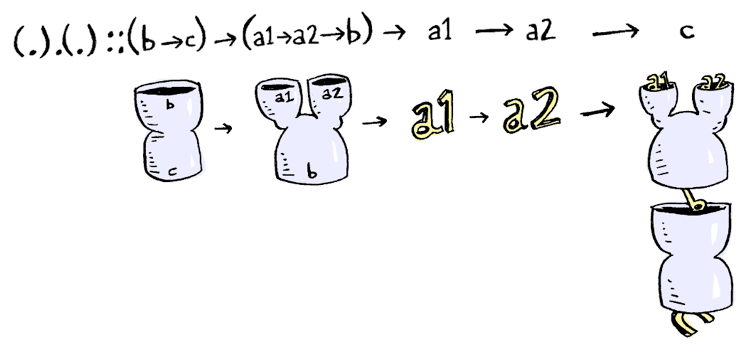 (.).(.) :: (b → c) → (a1→a2→b) → a1 → a2 → c
b → a1 a2 → a1 → a2 → a1 a2
c b b
c